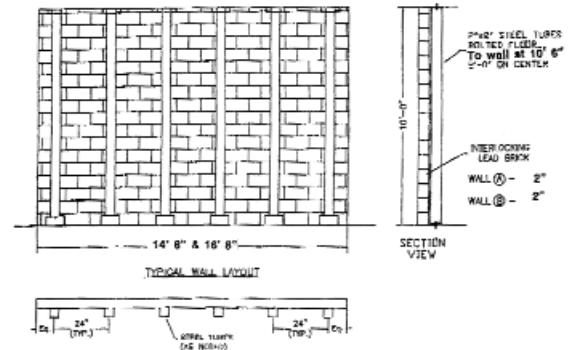 STEEL TUBES
BOLTED FLOOR
To wall at 10' 6"
ON CENTER
10'-0"
INTERLOCKING
LEAD BRICK
WALL A - 2"
WALL B - 2"
SECTION
VIEW
14' 8" & 16' 8"
TYPICAL WALL LAYOUT
24"
(TYP.)
STEEL TUBES
24"
(TYP.)